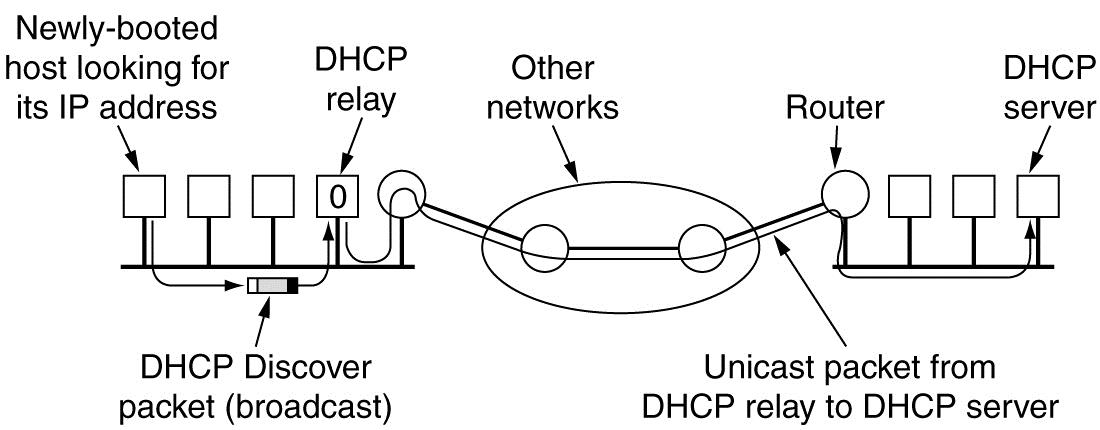 Newly-booted
host looking for
its IP address
DHCP
relay
Other
networks
Router
DHCP
server
0
DHCP Discover
packet (broadcast)
Unicast packet from
DHCP relay to DHCP server